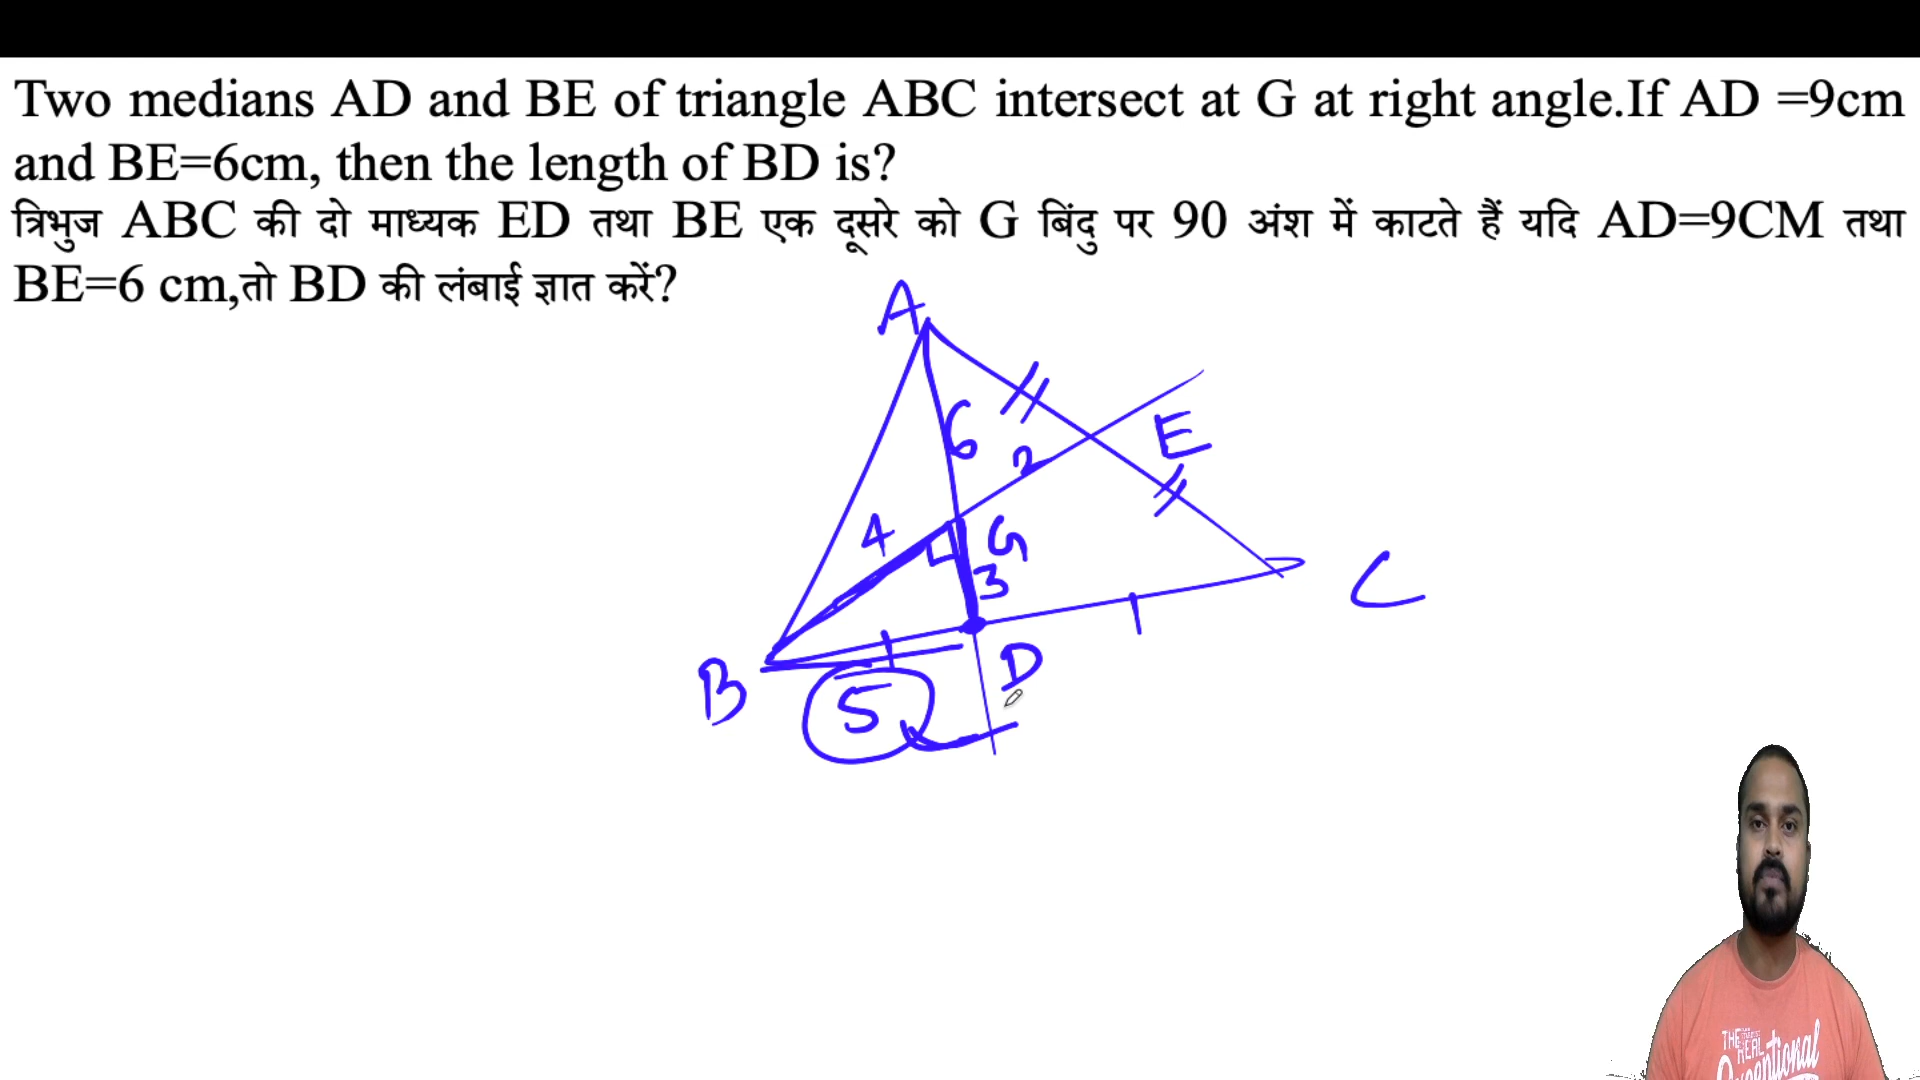 Two medians AD and BE of triangle ABC intersect at G at right angle.If AD =9cm
and BE=6cm, then the length of BD is?
त्रिभुज ABC की दो माध्यक ED तथा BE एक दूसरे को G बिंदु पर 90 अंश में काटते हैं यदि AD=9CM तथा
BE=6 cm,तो BD की लंबाई ज्ञात करें?
A
6
2
E
4
G
3
C
B
5
D
THE
REAL